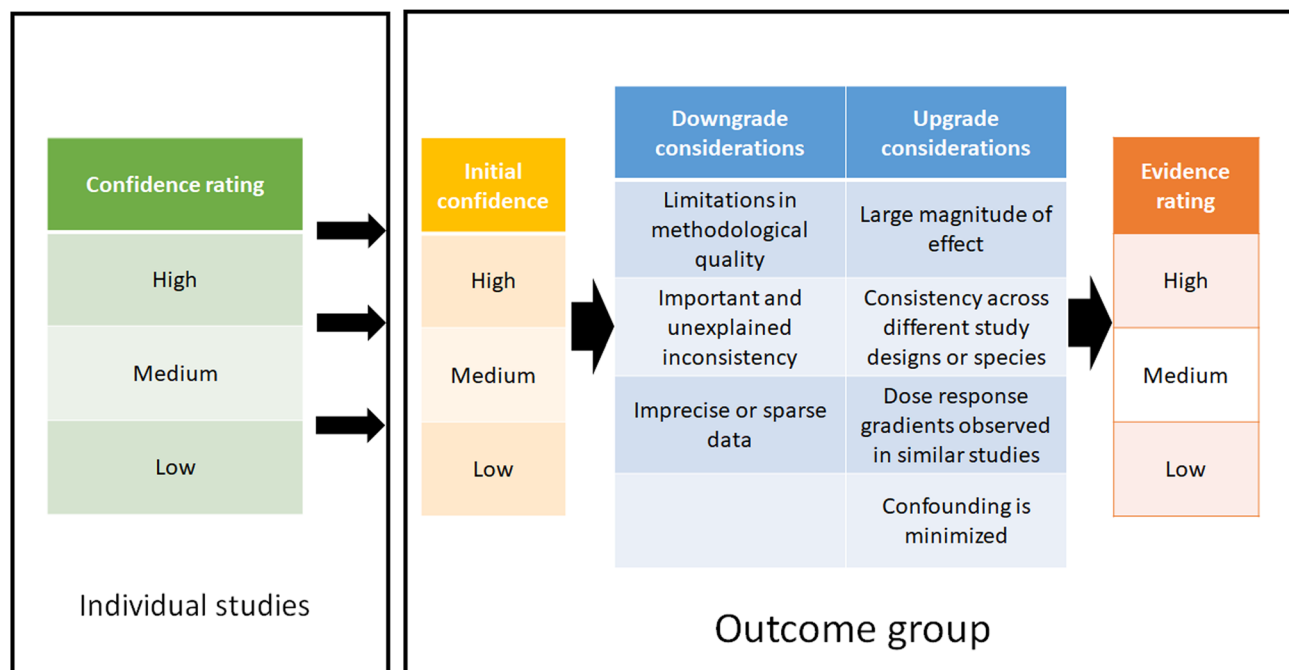 Confidence rating
High
Medium
Low
Individual studies
Initial
confidence
High
Medium
Low
Downgrade
considerations
Upgrade
considerations
Limitations in
methodological
quality
Large magnitude of
effect
Important and
unexplained
inconsistency
Consistency across
different study
designs or species
Imprecise or sparse
data
Dose response
gradients observed
in similar studies
Confounding is
minimized
Evidence
rating
High
Medium
Low
Outcome group